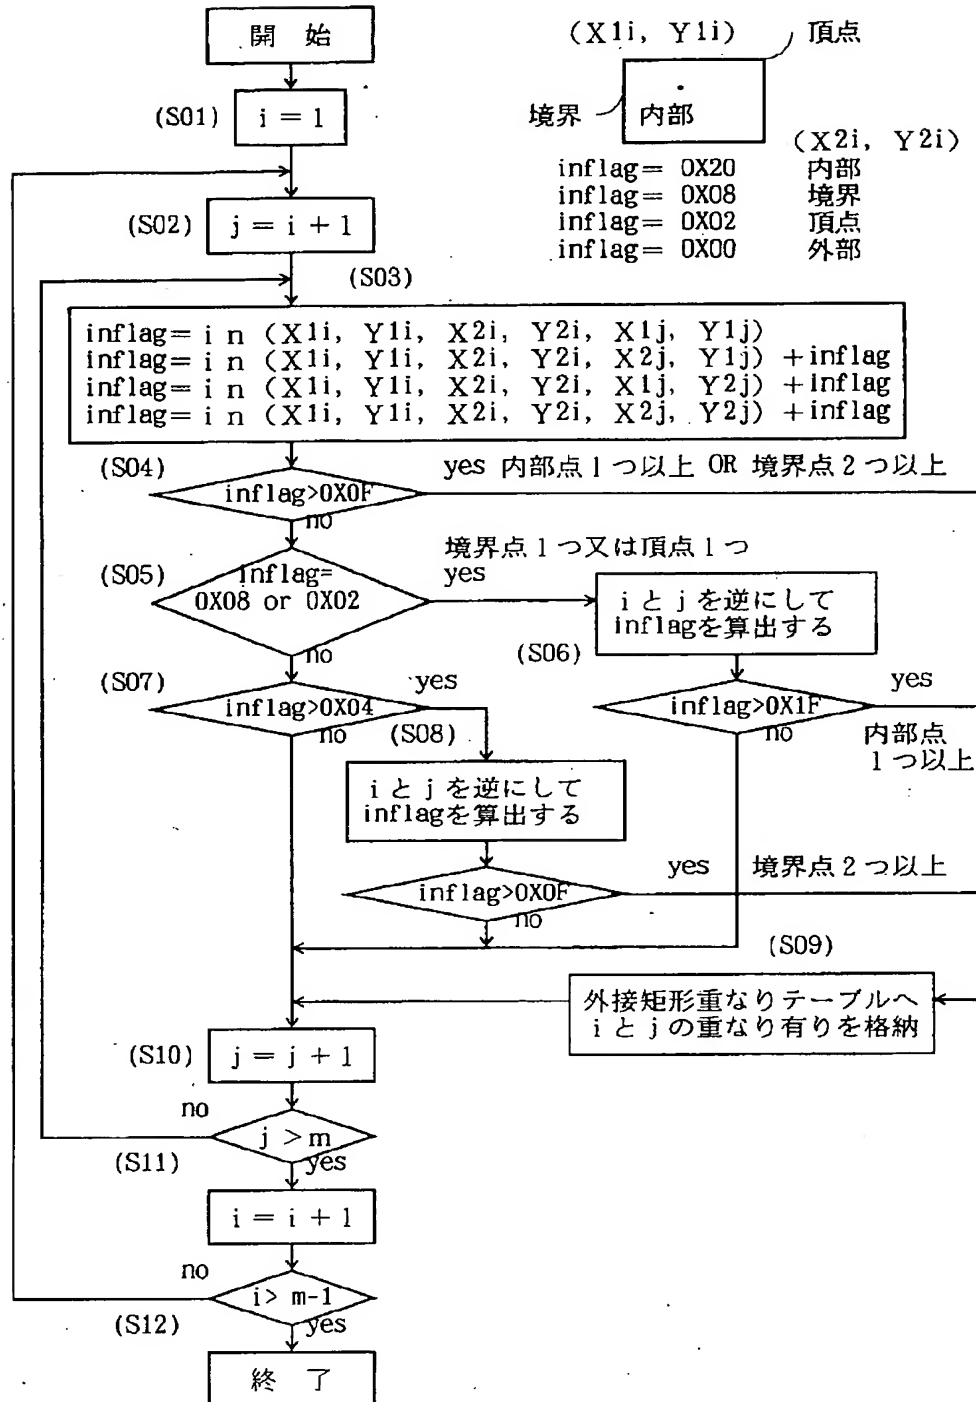 開 始
(X1i, Y1i)
頂点
(S01)
i = 1
境界
内部
(X2i, Y2i)
inflag= 0X20 内部
inflag= 0X08 境界
inflag= 0X02 頂点
inflag= 0X00 外部
(S02)
j = i + 1
(S03)
inflag= i n (X1i, Y1i, X2i, Y2i, X1j, Y1j)
inflag= i n (X1i, Y1i, X2i, Y2i, X2j, Y1j) +inflag
inflag= i n (X1i, Y1i, X2i, Y2i, X1j, Y2j) +inflag
inflag= i n (X1i, Y1i, X2i, Y2i, X2j, Y2j) +inflag
(S04)
yes 内部点1つ以上 OR 境界点2つ以上
inflag>0X0F
no
境界点1つ又は頂点1つ
(S05)
inflag=
0X08 or 0X02
yes
iとjを逆にして
inflagを算出する
no
(S06)
(S07)
yes
inflag>0X04
no
(S08)
inflag>0X1F
yes
no
内部点
1つ以上
iとjを逆にして
inflagを算出する
yes 境界点2つ以上
inflag>0X0F
no
(S09)
外接矩形重なりテーブルへ
iとjの重なり有りを格納
(S10)
j = j + 1
no
j > m
(S11)
yes
i = i + 1
no
i> m-1
(S12)
yes
終 了